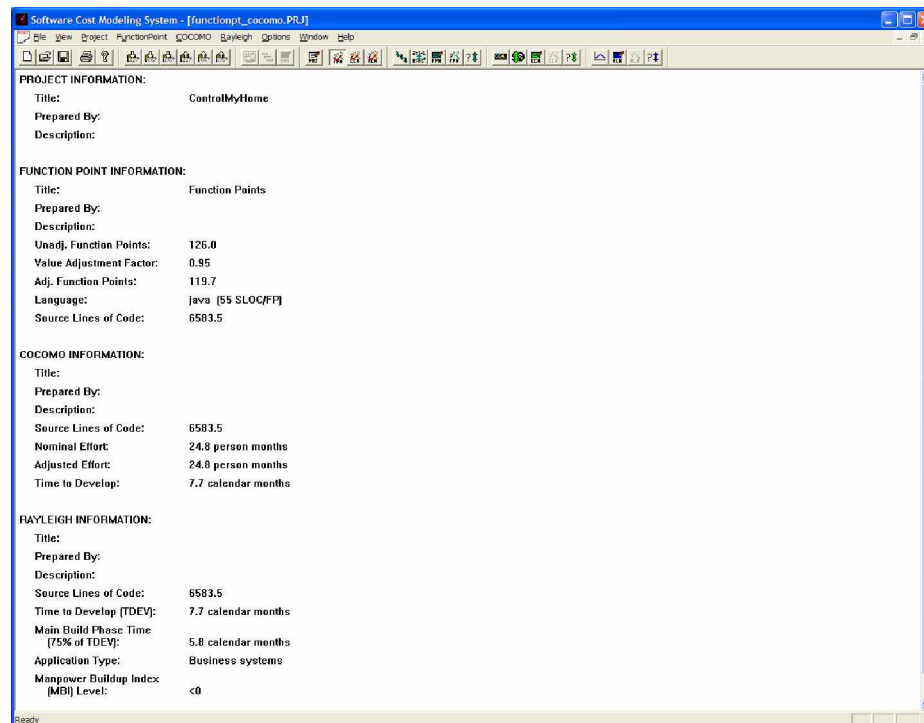 Software Cost Modeling System - [functionpt_cocomo.PRJ]
File View Project FunctionPoint COCOMO Rayleigh Options Window Help
PROJECT INFORMATION:
Title: ControlMyHome
Prepared By:
Description:
FUNCTION POINT INFORMATION:
Title: Function Points
Prepared By:
Description:
Unadj. Function Points: 126.0
Value Adjustment Factor: 0.95
Adj. Function Points: 119.7
Language: java (55 SLOC/FP)
Source Lines of Code: 6583.5
COCOMO INFORMATION:
Title:
Prepared By:
Description:
Source Lines of Code: 6583.5
Nominal Effort: 24.8 person months
Adjusted Effort: 24.8 person months
Time to Develop: 7.7 calendar months
RAYLEIGH INFORMATION:
Title:
Prepared By:
Description:
Source Lines of Code: 6583.5
Time to Develop (TDEV): 7.7 calendar months
Main Build Phase Time
(75% of TDEV): 5.8 calendar months
Application Type: Business systems
Manpower Buildup Index
(MBI) Level: <0
Ready